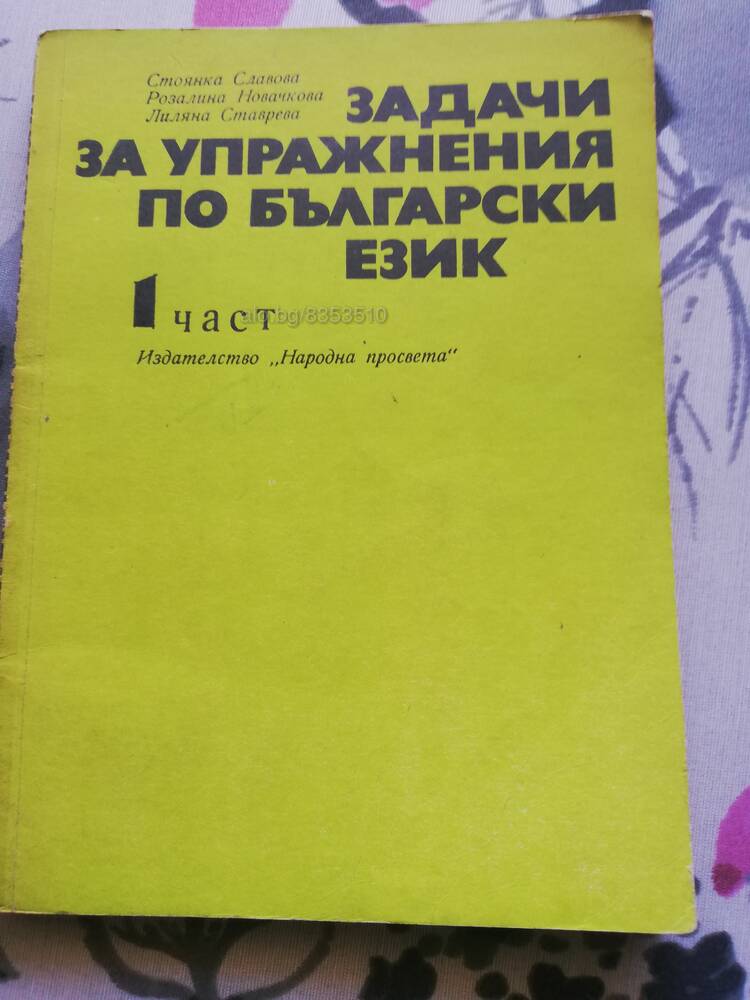 Стоянка Славова
Розалина Новачкова
Лиляна Ставрева
ЗАДАЧИ
ЗА УПРАЖНЕНИЯ
ПО БЪЛГАРСКИ
ЕЗИК
1 част
alo.bg/8353510
Издателство „Народна просвета“